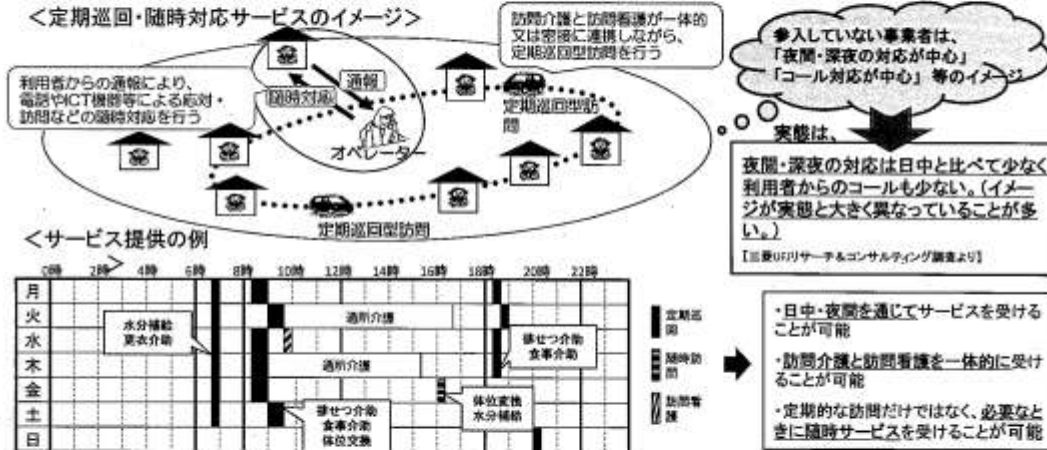 ＜定期巡回・随時対応サービスのイメージ＞
訪問介護と訪問看護が一体的
又は密接に連携しながら、
定期巡回型訪問を行う
利用者からの通報により、
電話やICT機器等による応対・
訪問などの随時対応を行う
通報
随時対応
オペレーター
定期巡回型訪
問
定期巡回型訪問
参入していない事業者は、
「夜間・深夜の対応が中心」
「コール対応が中心」 等のイメージ
実態は、
夜間・深夜の対応は日中と比べて少なく
利用者からのコールも少ない。（イメー
ジが実態と大きく異なっていることが多
い。）
【三菱UFJリサーチ＆コンサルティング調査より】
＜サービス提供の例
＞
0時 2時 4時 6時 8時 10時 12時 14時 16時 18時 20時 22時
月
火
水
木
金
土
日
水分補給
更衣介助
通所介護
通所介護
排せつ介助
食事介助
排せつ介助
食事介助
体位交換
体位変換
水分補給
定期巡
回
随時訪
問
訪問看
護
・日中・夜間を通じてサービスを受ける
ことが可能
・訪問介護と訪問看護を一体的に受け
ることが可能
・定期的な訪問だけではなく、必要なと
きに随時サービスを受けることが可能